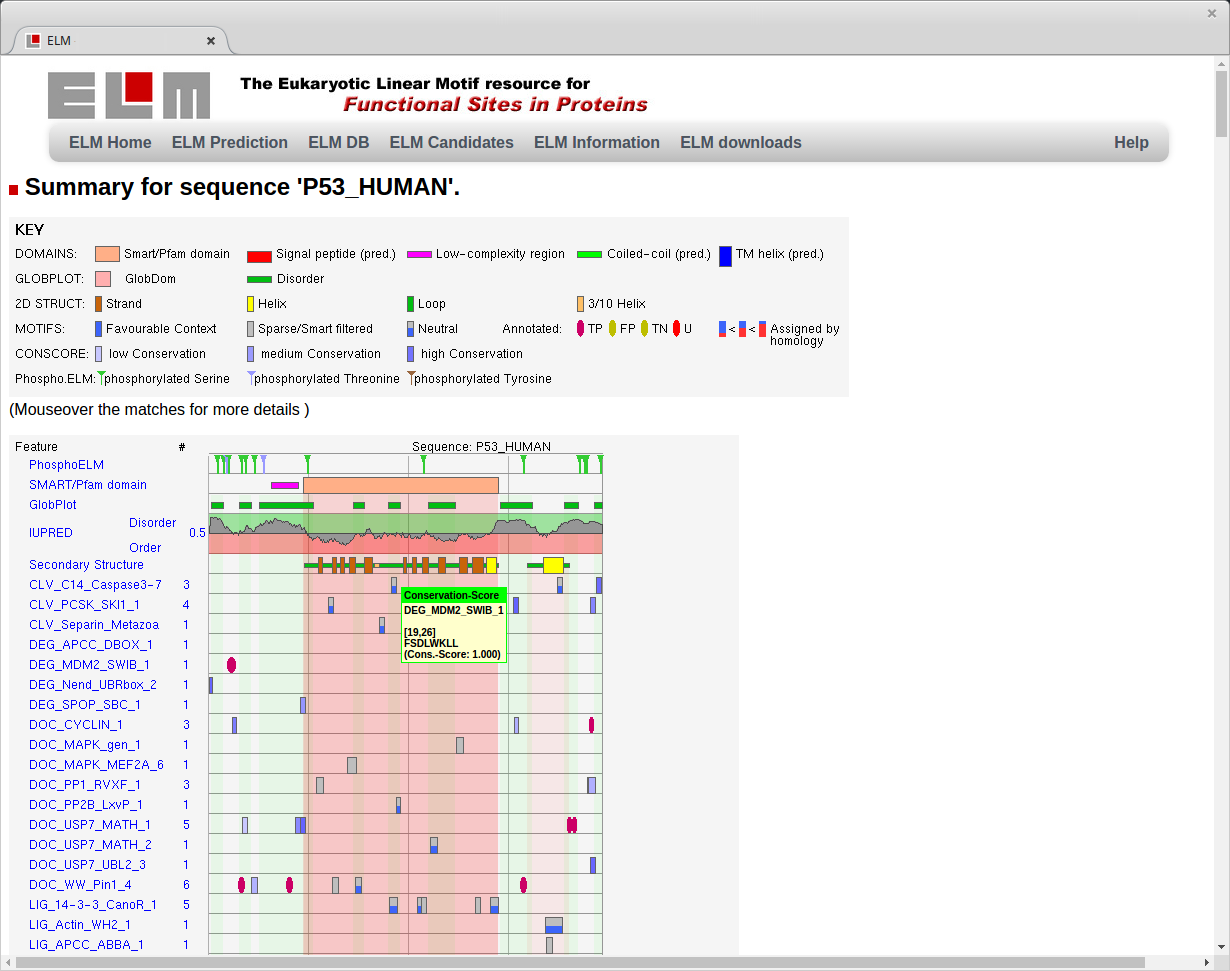 ELM
ELM
The Eukaryotic Linear Motif resource for
Functional Sites in Proteins
ELM Home ELM Prediction ELM DB ELM Candidates ELM Information ELM downloads Help
Summary for sequence 'P53_HUMAN'.
KEY
DOMAINS: Smart/Pfam domain Signal peptide (pred.) Low-complexity region Coiled-coil (pred.) TM helix (pred.)
GLOBPLOT: GlobDom Disorder
2D STRUCT: Strand Helix Loop 3/10 Helix
MOTIFS: Favourable Context Sparse/Smart filtered Neutral Annotated: TP FP TN U < < Assigned by
homology
CONSCORE: low Conservation medium Conservation high Conservation
Phospho.ELM: phosphorylated Serine phosphorylated Threonine phosphorylated Tyrosine
(Mouseover the matches for more details )
Feature # Sequence: P53_HUMAN
PhosphoELM
SMART/Pfam domain
GlobPlot
Disorder
IUPRED 0.5
Order
Secondary Structure
CLV_C14_Caspase3-7 3
CLV_PCSK_SKI1_1 4
CLV_Separin_Metazoa 1
DEG_APCC_DBOX_1 1
DEG_MDM2_SWIB_1 1
DEG_Nend_UBRbox_2 1
DEG_SPOP_SBC_1 1
DOC_CYCLIN_1 3
DOC_MAPK_gen_1 1
DOC_MAPK_MEF2A_6 1
DOC_PP1_RVXF_1 3
DOC_PP2B_LxvP_1 1
DOC_USP7_MATH_1 5
DOC_USP7_MATH_2 1
DOC_USP7_UBL2_3 1
DOC_WW_Pin1_4 6
LIG_14-3-3_CanoR_1 5
LIG_Actin_WH2_1 1
LIG_APCC_ABBA_1 1
Conservation-Score
DEG_MDM2_SWIB_1
[19,26]
FSDLWKLL
(Cons.-Score: 1.000)